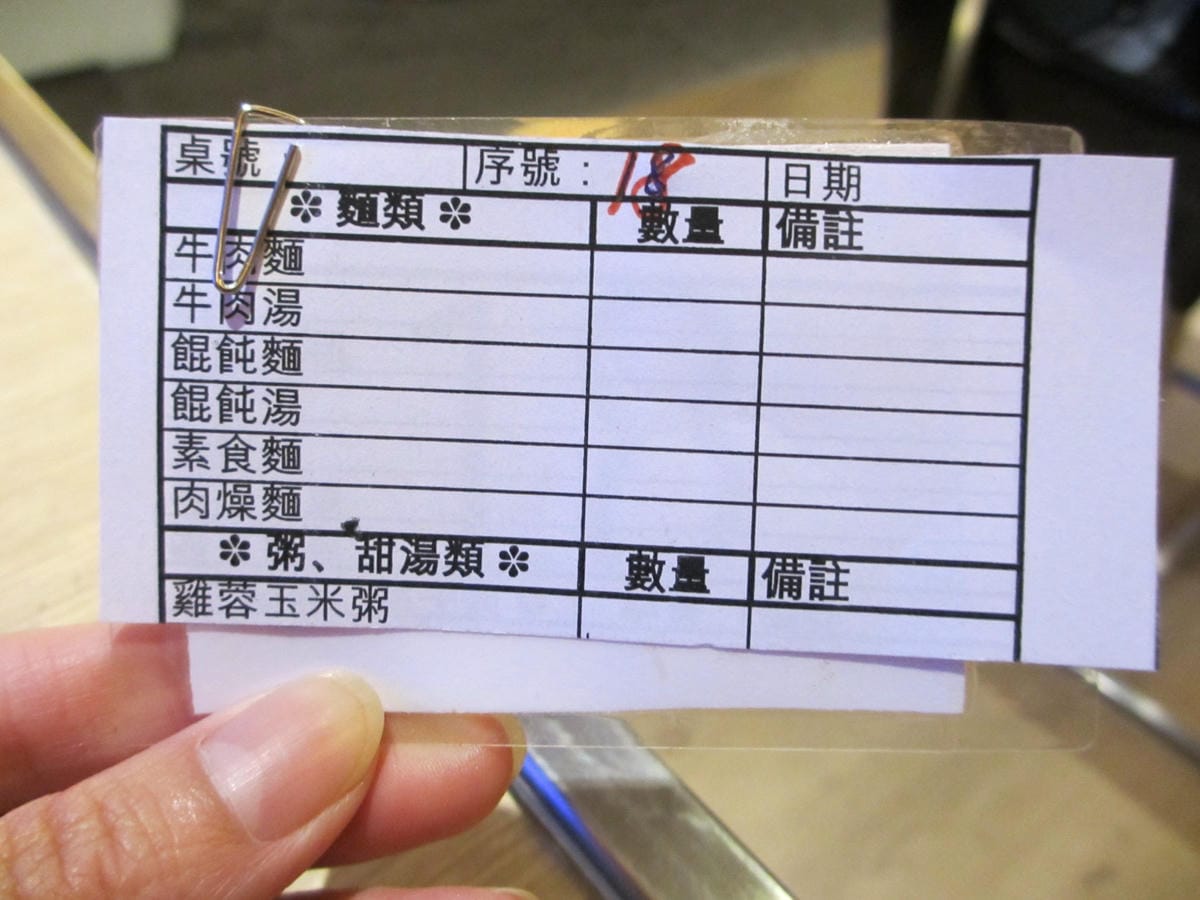 桌號 序號：18 日期
✽ 麵類 ✽ 數量 備註
牛肉麵
牛肉湯
餛飩麵
餛飩湯
素食麵
肉燥麵
✽ 粥、甜湯類 ✽ 數量 備註
雞蓉玉米粥